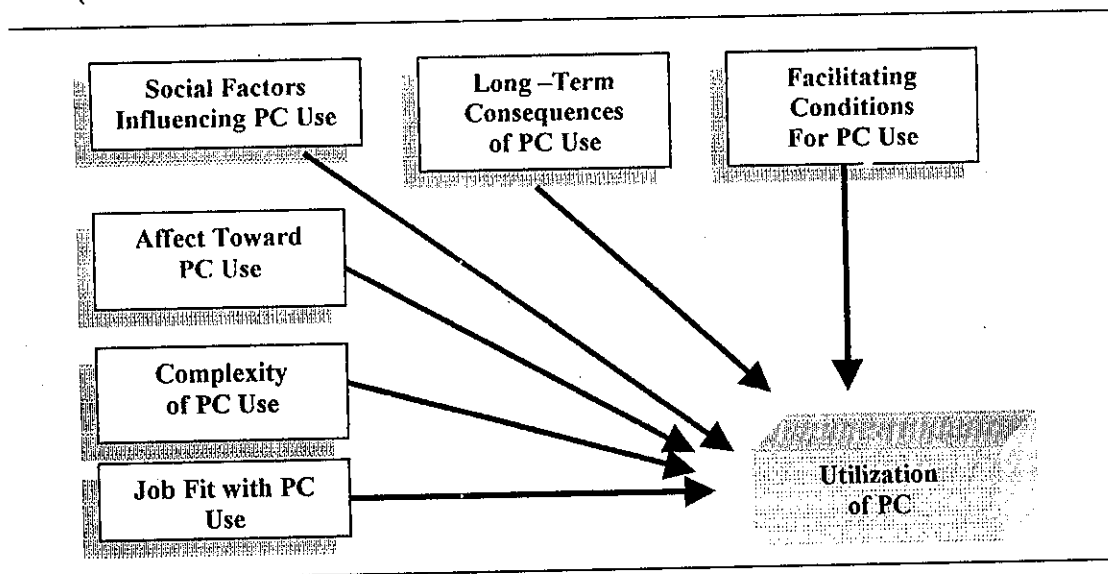 Social Factors
Influencing PC Use
Long –Term
Consequences
of PC Use
Facilitating
Conditions
For PC Use
Affect Toward
PC Use
Complexity
of PC Use
Job Fit with PC
Use
Utilization
of PC